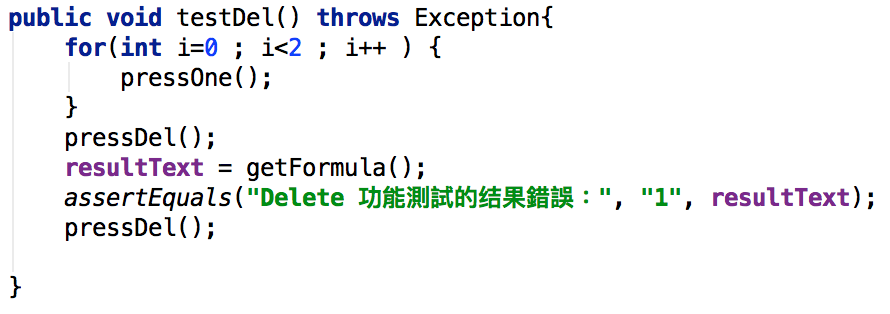 public void testDel() throws Exception{
    for(int i=0 ; i<2 ; i++ ) {
        pressOne();
    }
    pressDel();
    resultText = getFormula();
    assertEquals("Delete 功能測試的结果錯誤：", "1", resultText);
    pressDel();

}